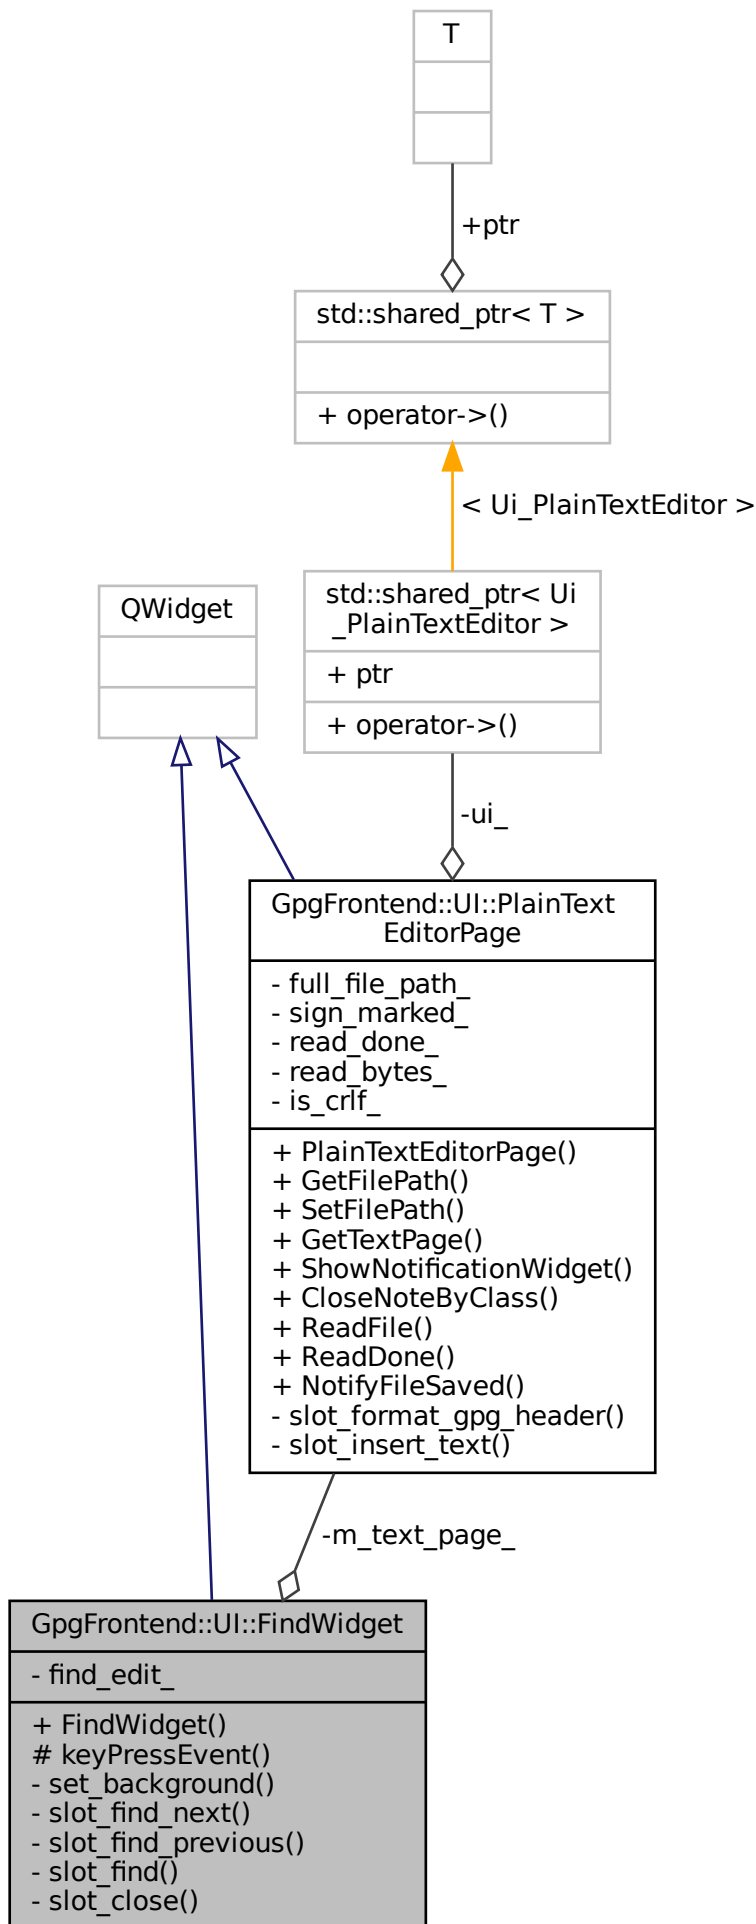 T
+ptr
std::shared_ptr< T >
+ operator->()
< Ui_PlainTextEditor >
QWidget
std::shared_ptr< Ui
_PlainTextEditor >
+ ptr
+ operator->()
-ui_
GpgFrontend::UI::PlainText
EditorPage
- full_file_path_
- sign_marked_
- read_done_
- read_bytes_
- is_crlf_
+ PlainTextEditorPage()
+ GetFilePath()
+ SetFilePath()
+ GetTextPage()
+ ShowNotificationWidget()
+ CloseNoteByClass()
+ ReadFile()
+ ReadDone()
+ NotifyFileSaved()
- slot_format_gpg_header()
- slot_insert_text()
-m_text_page_
GpgFrontend::UI::FindWidget
- find_edit_
+ FindWidget()
# keyPressEvent()
- set_background()
- slot_find_next()
- slot_find_previous()
- slot_find()
- slot_close()